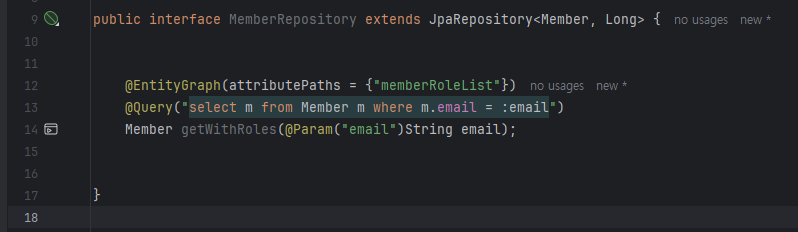 9 public interface MemberRepository extends JpaRepository<Member, Long> { no usages new *
10
11
12 @EntityGraph(attributePaths = {"memberRoleList"}) no usages new *
13 @Query("select m from Member m where m.email = :email")
14 Member getWithRoles(@Param("email")String email);
15
16
17 }
18